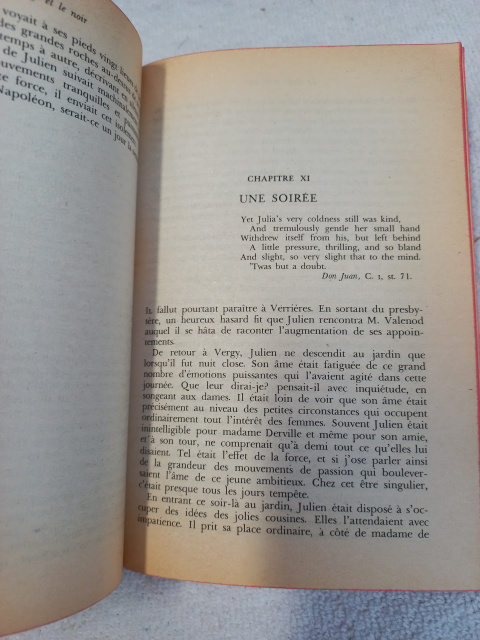 et le noir
voyait à ses pieds vingt lieues
des grandes roches au-dessus
temps à autre, décrivant en
de Julien suivait machinalement
mouvements tranquilles et
force, il enviait cet isolement
Napoléon, serait-ce un jour la
CHAPITRE XI
UNE SOIRÉE
Yet Julia's very coldness still was kind,
And tremulously gentle her small hand
Withdrew itself from his, but left behind
A little pressure, thrilling, and so bland
And slight, so very slight that to the mind.
'Twas but a doubt.
Don Juan, C. 1, st. 71.
IL fallut pourtant paraître à Verrières. En sortant du presby-
tère, un heureux hasard fit que Julien rencontra M. Valenod
auquel il se hâta de raconter l'augmentation de ses appoin-
tements.
De retour à Vergy, Julien ne descendit au jardin que
lorsqu'il fut nuit close. Son âme était fatiguée de ce grand
nombre d'émotions puissantes qui l'avaient agité dans cette
journée. Que leur dirai-je? pensait-il avec inquiétude, en
songeant aux dames. Il était loin de voir que son âme était
précisément au niveau des petites circonstances qui occupent
ordinairement tout l'intérêt des femmes. Souvent Julien était
inintelligible pour madame Derville et même pour son amie,
et à son tour, ne comprenait qu'à demi tout ce qu'elles lui
disaient. Tel était l'effet de la force, et si j'ose parler ainsi
de la grandeur des mouvements de passion qui boulever-
saient l'âme de ce jeune ambitieux. Chez cet être singulier,
c'était presque tous les jours tempête.
En entrant ce soir-là au jardin, Julien était disposé à s'oc-
cuper des idées des jolies cousines. Elles l'attendaient avec
impatience. Il prit sa place ordinaire, à côté de madame de